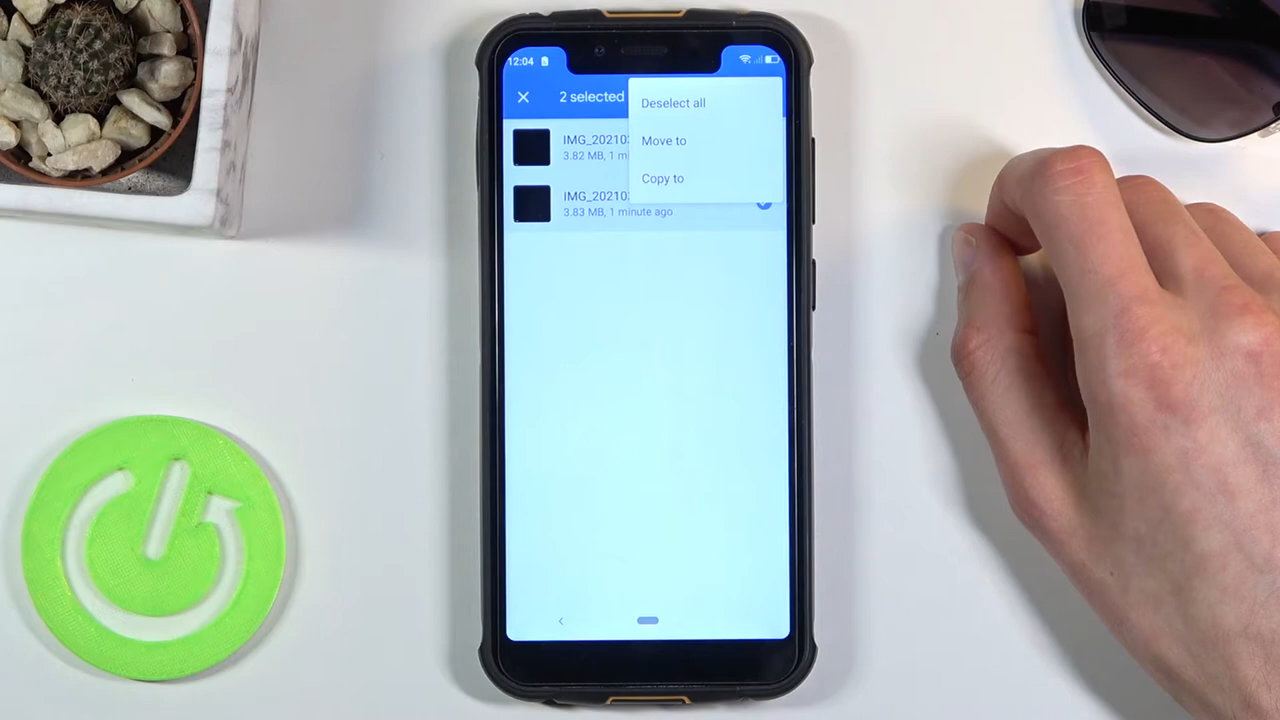 12:04
2 selected
Deselect all
Move to
Copy to
IMG_20210
3.82 MB, 1 mi
IMG_20210
3.83 MB, 1 minute ago